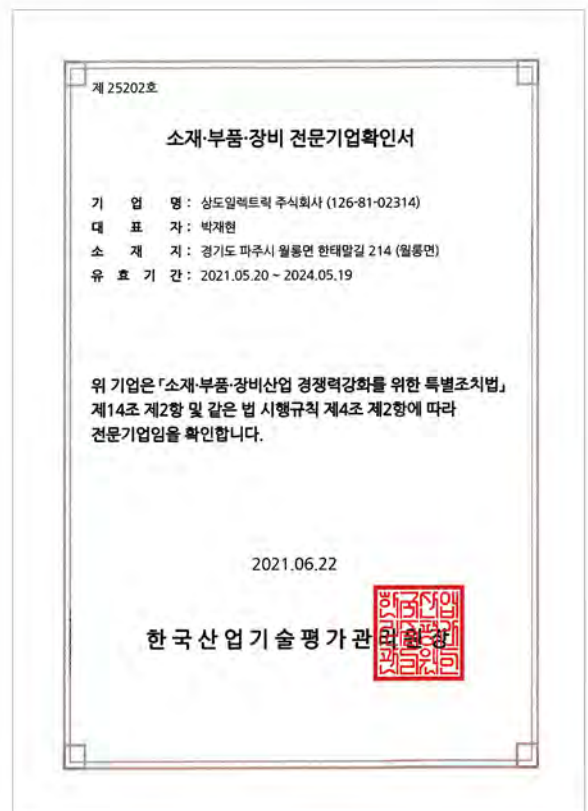 제 25202호
소재·부품·장비 전문기업확인서
기 업 명 : 상도일렉트릭 주식회사 (126-81-02314)
대 표 자 : 박재현
소 재 지 : 경기도 파주시 월롱면 한태말길 214 (월롱면)
유 효 기 간 : 2021.05.20 ~ 2024.05.19
위 기업은 「소재·부품·장비산업 경쟁력강화를 위한 특별조치법」
제14조 제2항 및 같은 법 시행규칙 제4조 제2항에 따라
전문기업임을 확인합니다.
2021.06.22
한국산업기술평가관리원장